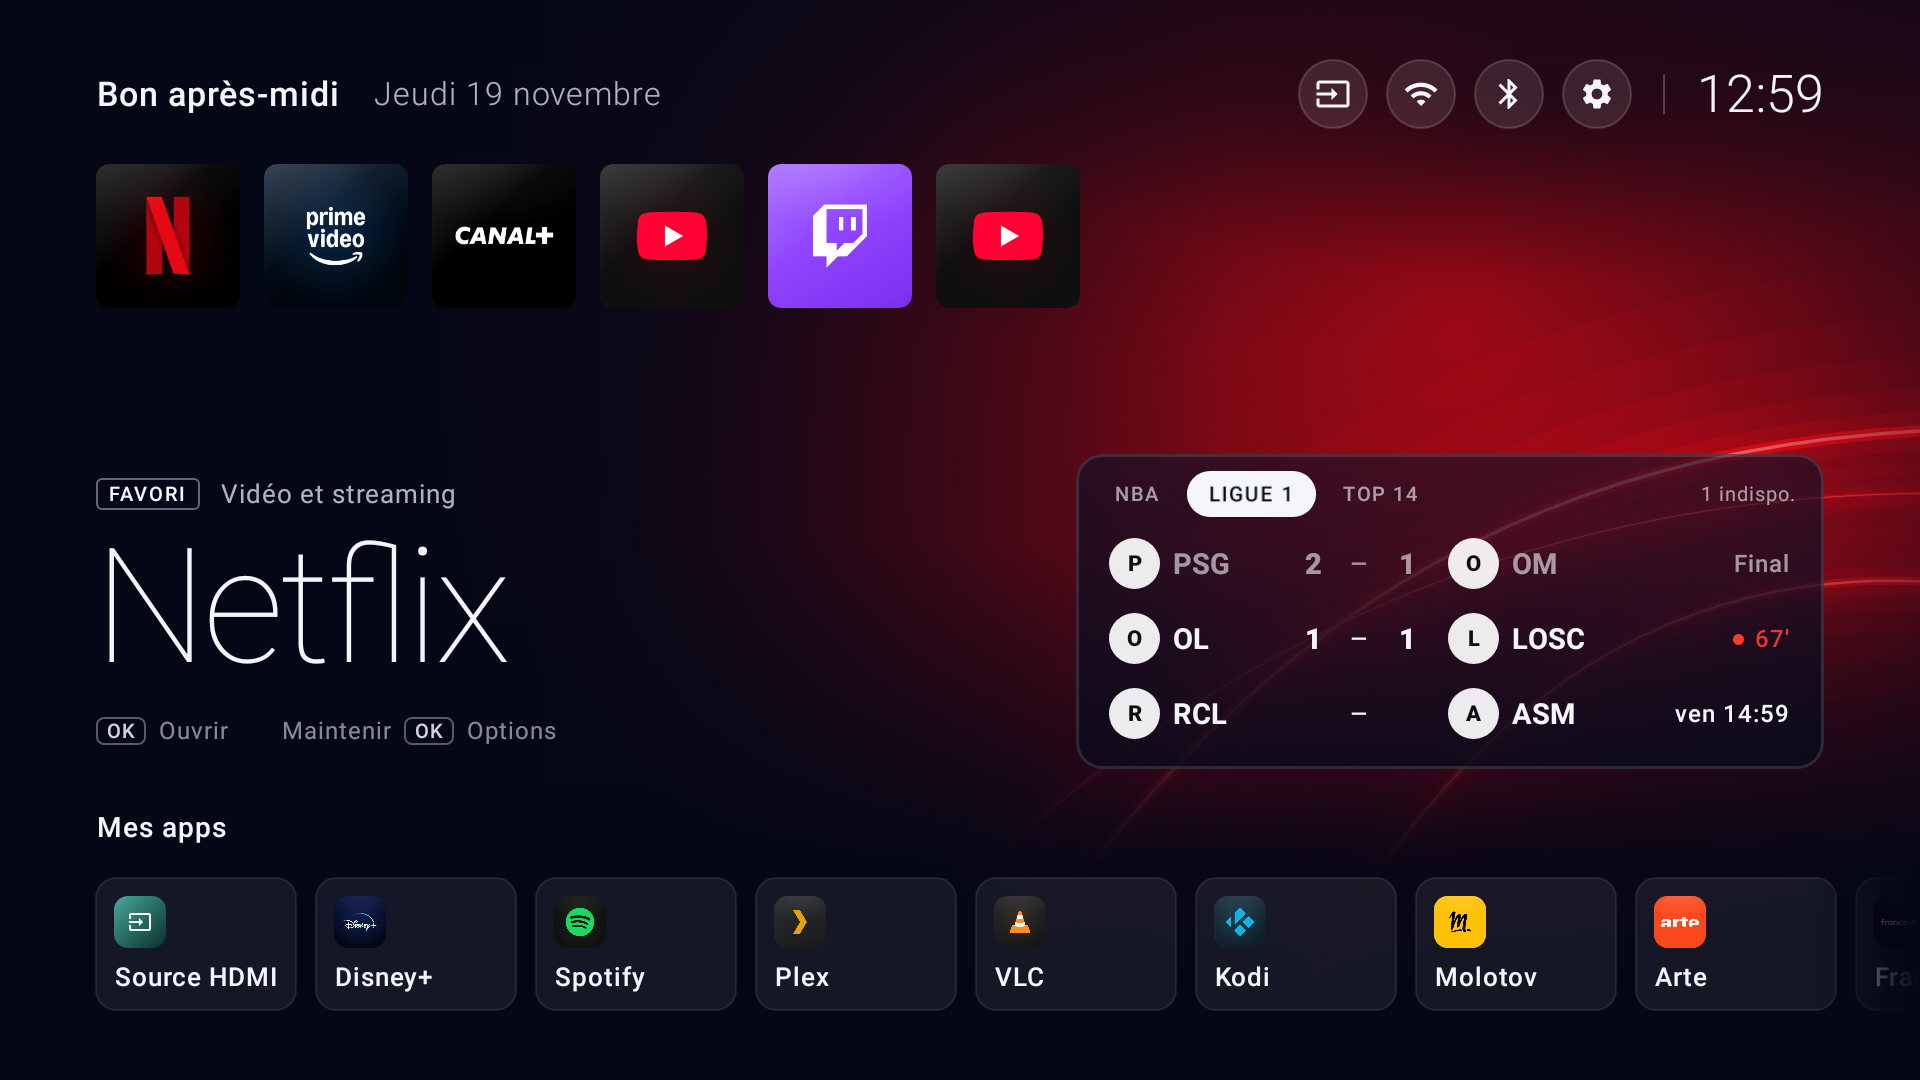 Bon après-midi Jeudi 19 novembre 12:59
prime video
CANAL+
FAVORI Vidéo et streaming
Netflix
OK Ouvrir Maintenir OK Options
NBA LIGUE 1 TOP 14 1 indispo.
P PSG 2 – 1 O OM Final
O OL 1 – 1 L LOSC 67'
R RCL – A ASM ven 14:59
Mes apps
Disney+
arte
Source HDMI Disney+ Spotify Plex VLC Kodi Molotov Arte Fra